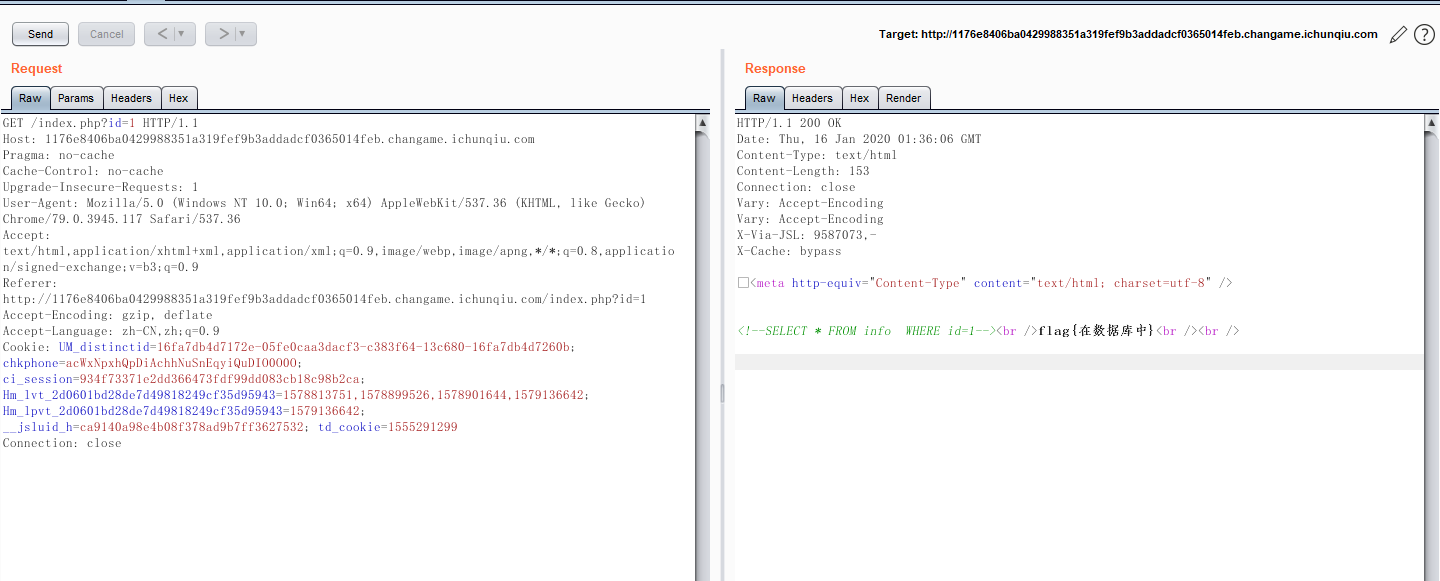 Send Cancel < > Target: http://1176e8406ba0429988351a319fef9b3addadcf0365014feb.changame.ichunqiu.com ?
Request
Raw Params Headers Hex
GET /index.php?id=1 HTTP/1.1
Host: 1176e8406ba0429988351a319fef9b3addadcf0365014feb.changame.ichunqiu.com
Pragma: no-cache
Cache-Control: no-cache
Upgrade-Insecure-Requests: 1
User-Agent: Mozilla/5.0 (Windows NT 10.0; Win64; x64) AppleWebKit/537.36 (KHTML, like Gecko)
Chrome/79.0.3945.117 Safari/537.36
Accept:
text/html,application/xhtml+xml,application/xml;q=0.9,image/webp,image/apng,*/*;q=0.8,applicatio
n/signed-exchange;v=b3;q=0.9
Referer:
http://1176e8406ba0429988351a319fef9b3addadcf0365014feb.changame.ichunqiu.com/index.php?id=1
Accept-Encoding: gzip, deflate
Accept-Language: zh-CN,zh;q=0.9
Cookie: UM_distinctid=16fa7db4d7172e-05fe0caa3dacf3-c383f64-13c680-16fa7db4d7260b;
chkphone=acWxNpxhQpDiAchhNuSnEqyiQuDIO0O0O;
ci_session=934f73371e2dd366473fdf99dd083cb18c98b2ca;
Hm_lvt_2d0601bd28de7d49818249cf35d95943=1578813751,1578899526,1578901644,1579136642;
Hm_lpvt_2d0601bd28de7d49818249cf35d95943=1579136642;
__jsluid_h=ca9140a98e4b08f378ad9b7ff3627532; td_cookie=1555291299
Connection: close
Response
Raw Headers Hex Render
HTTP/1.1 200 OK
Date: Thu, 16 Jan 2020 01:36:06 GMT
Content-Type: text/html
Content-Length: 153
Connection: close
Vary: Accept-Encoding
Vary: Accept-Encoding
X-Via-JSL: 9587073,-
X-Cache: bypass
<meta http-equiv="Content-Type" content="text/html; charset=utf-8" />
<!--SELECT * FROM info  WHERE id=1--><br />flag{在数据库中}<br /><br />